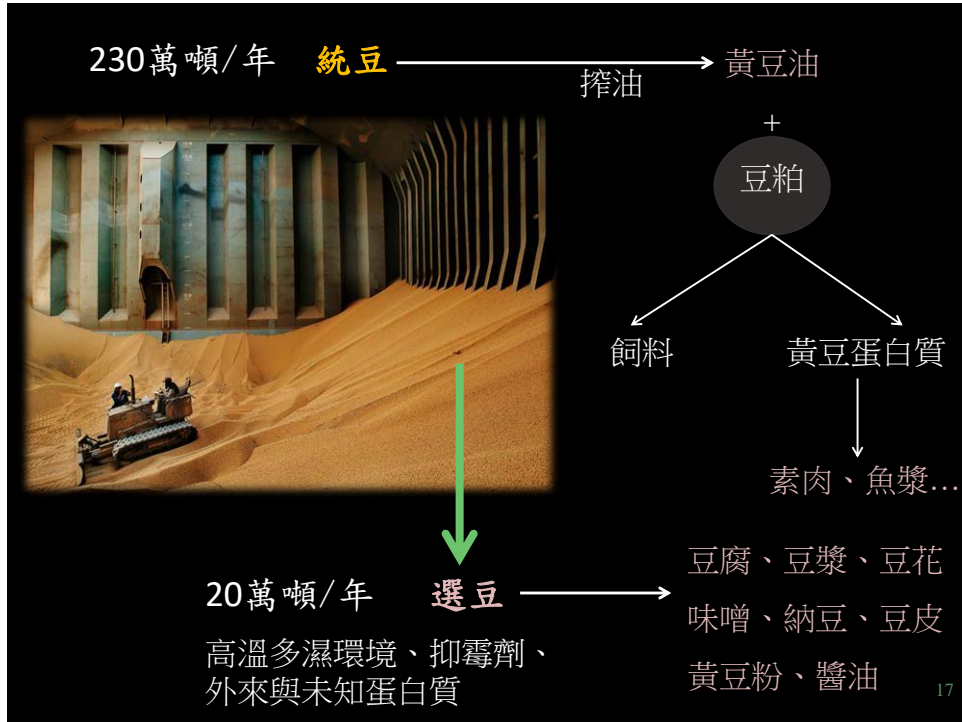 230萬噸/年 統豆
搾油
黃豆油
+
豆粕
飼料
黃豆蛋白質
素肉、魚漿…
20萬噸/年 選豆
高溫多濕環境、抑霉劑、
外來與未知蛋白質
豆腐、豆漿、豆花
味噌、納豆、豆皮
黃豆粉、醬油
17